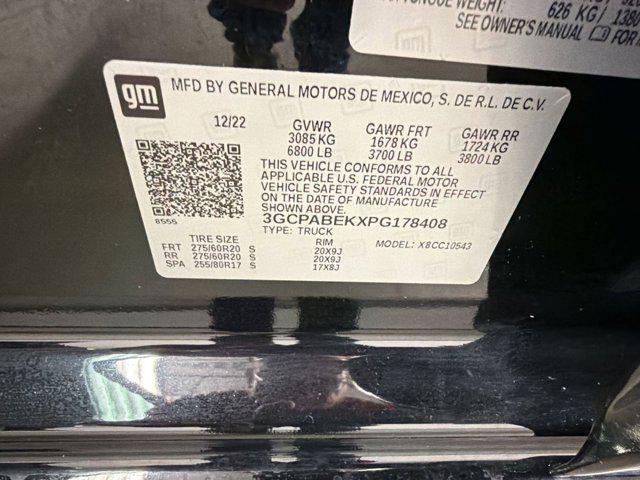 TONGUE WEIGHT:
626 KG/
SEE OWNER'S MANUAL FOR
gm
MFD BY GENERAL MOTORS DE MEXICO, S. DE R.L. DE C.V.
12/22 GVWR GAWR FRT GAWR RR
3085 KG 1678 KG 1724 KG
6800 LB 3700 LB 3800 LB
THIS VEHICLE CONFORMS TO ALL
APPLICABLE U.S. FEDERAL MOTOR
VEHICLE SAFETY STANDARDS IN EFFECT
ON THE DATE OF MANUFACTURE
SHOWN ABOVE.
8555
3GCPABEKXPG178408
TYPE: TRUCK
TIRE SIZE RIM MODEL: X8CC10543
FRT 275/60R20 S 20X9J
RR 275/60R20 S 20X9J
SPA 255/80R17 S 17X8J